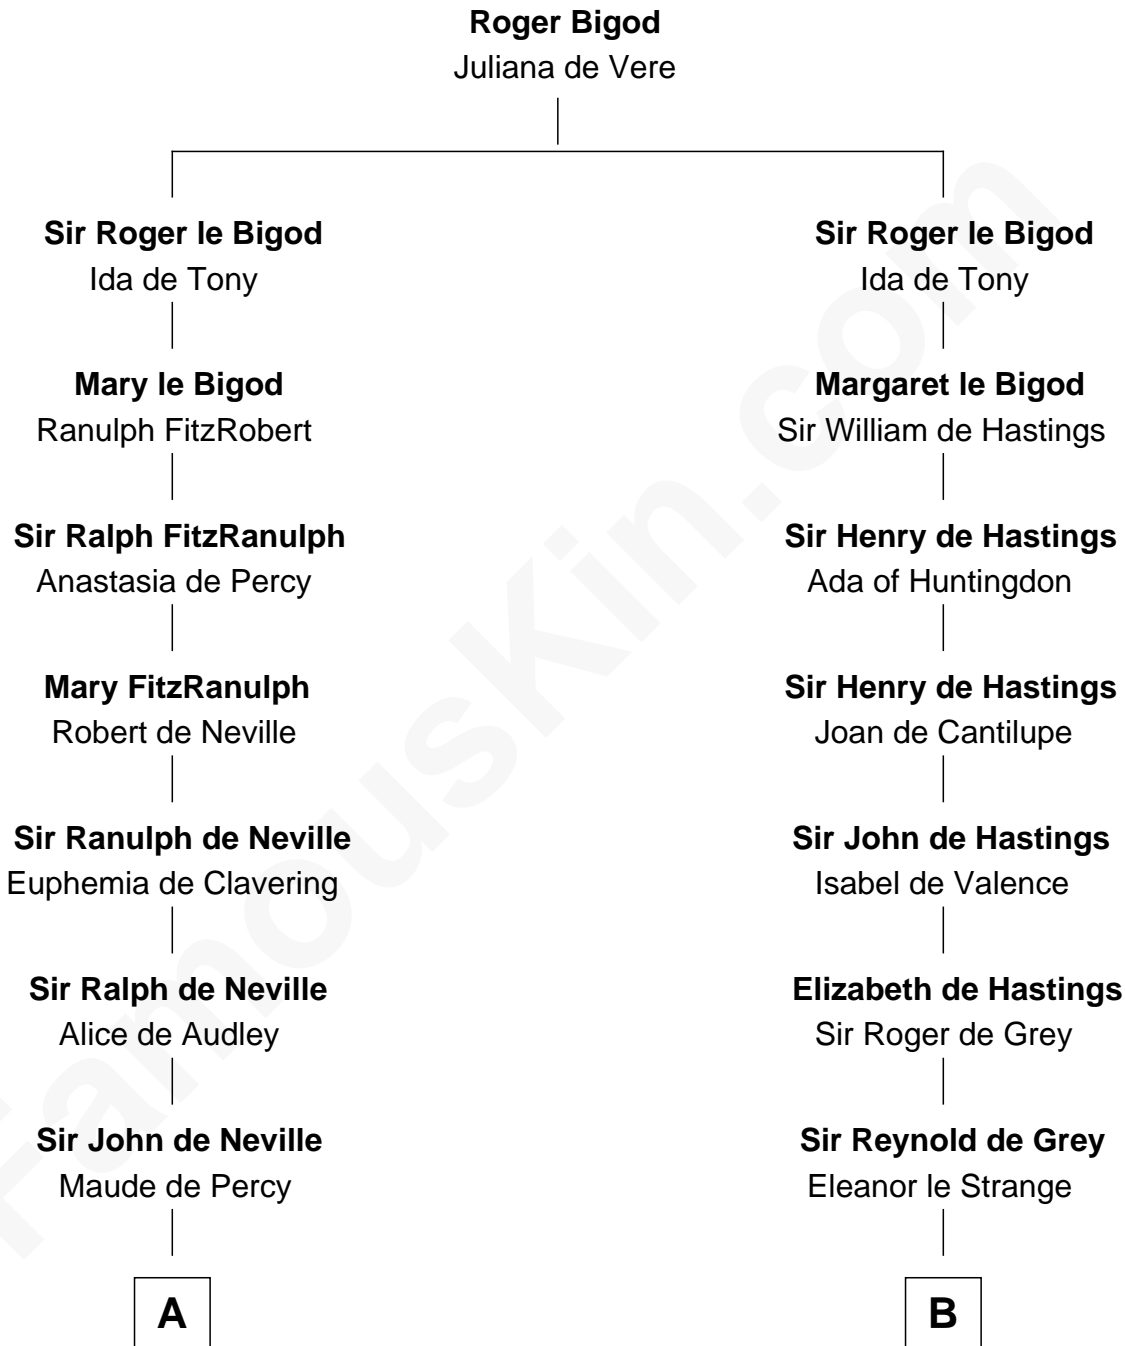 Roger Bigod
Juliana de Vere
Sir Roger le Bigod
Ida de Tony
Mary le Bigod
Ranulph FitzRobert
Sir Ralph FitzRanulph
Anastasia de Percy
Mary FitzRanulph
Robert de Neville
Sir Ranulph de Neville
Euphemia de Clavering
Sir Ralph de Neville
Alice de Audley
Sir John de Neville
Maude de Percy
A
Sir Roger le Bigod
Ida de Tony
Margaret le Bigod
Sir William de Hastings
Sir Henry de Hastings
Ada of Huntingdon
Sir Henry de Hastings
Joan de Cantilupe
Sir John de Hastings
Isabel de Valence
Elizabeth de Hastings
Sir Roger de Grey
Sir Reynold de Grey
Eleanor le Strange
B
FamousKin.com